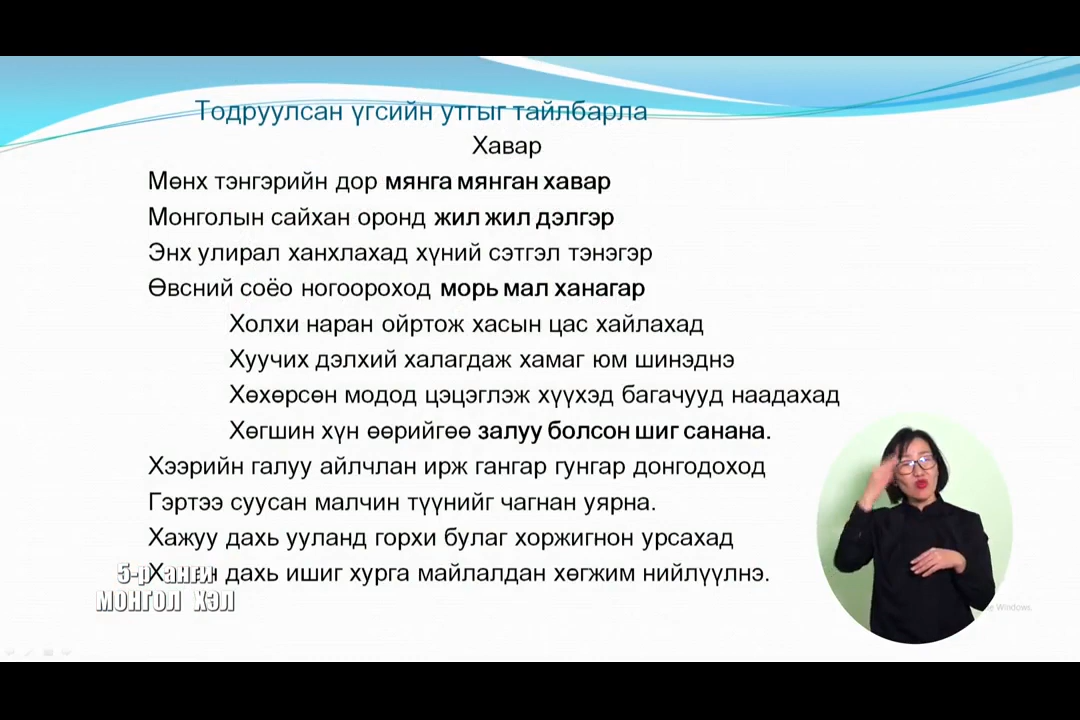 Тодруулсан үгсийн утгыг тайлбарла
Хавар
Мөнх тэнгэрийн дор мянга мянган хавар
Монголын сайхан оронд жил жил дэлгэр
Энх улирал ханхлахад хүний сэтгэл тэнэгэр
Өвсний соёо ногоороход морь мал ханагар
Холхи наран ойртож хасын цас хайлахад
Хуучих дэлхий халагдаж хамаг юм шинэднэ
Хөхөрсөн модод цэцэглэж хүүхэд багачууд наадахад
Хөгшин хүн өөрийгөө залуу болсон шиг санана.
Хээрийн галуу айлчлан ирж гангар гунгар донгодоход
Гэртээ суусан малчин түүнийг чагнан уярна.
Хажуу дахь ууланд горхи булаг хоржигнон урсахад
дахь ишиг хурга майлалдан хөгжим нийлүүлнэ.
5-р анги
МОНГОЛ ХЭЛ
Windows.